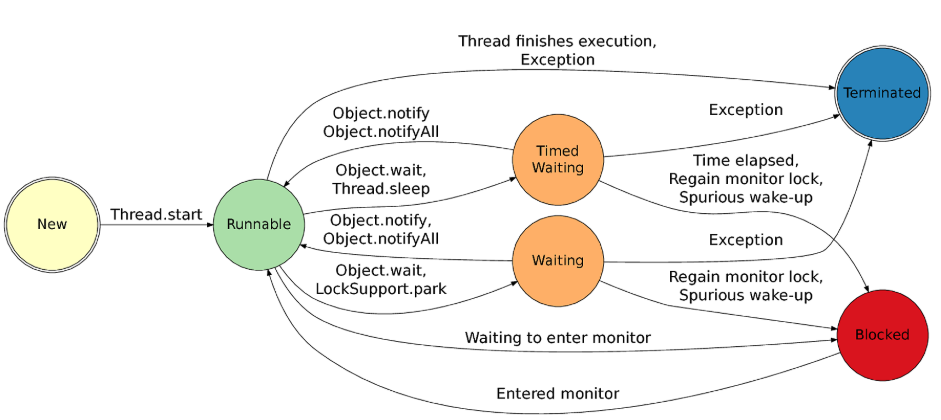 Thread finishes execution,
Exception
Terminated
Object.notify
Object.notifyAll
Exception
Timed
Waiting
Time elapsed,
Regain monitor lock,
Spurious wake-up
Object.wait,
Thread.sleep
New
Thread.start
Runnable
Object.notify,
Object.notifyAll
Exception
Waiting
Object.wait,
LockSupport.park
Regain monitor lock,
Spurious wake-up
Waiting to enter monitor
Blocked
Entered monitor